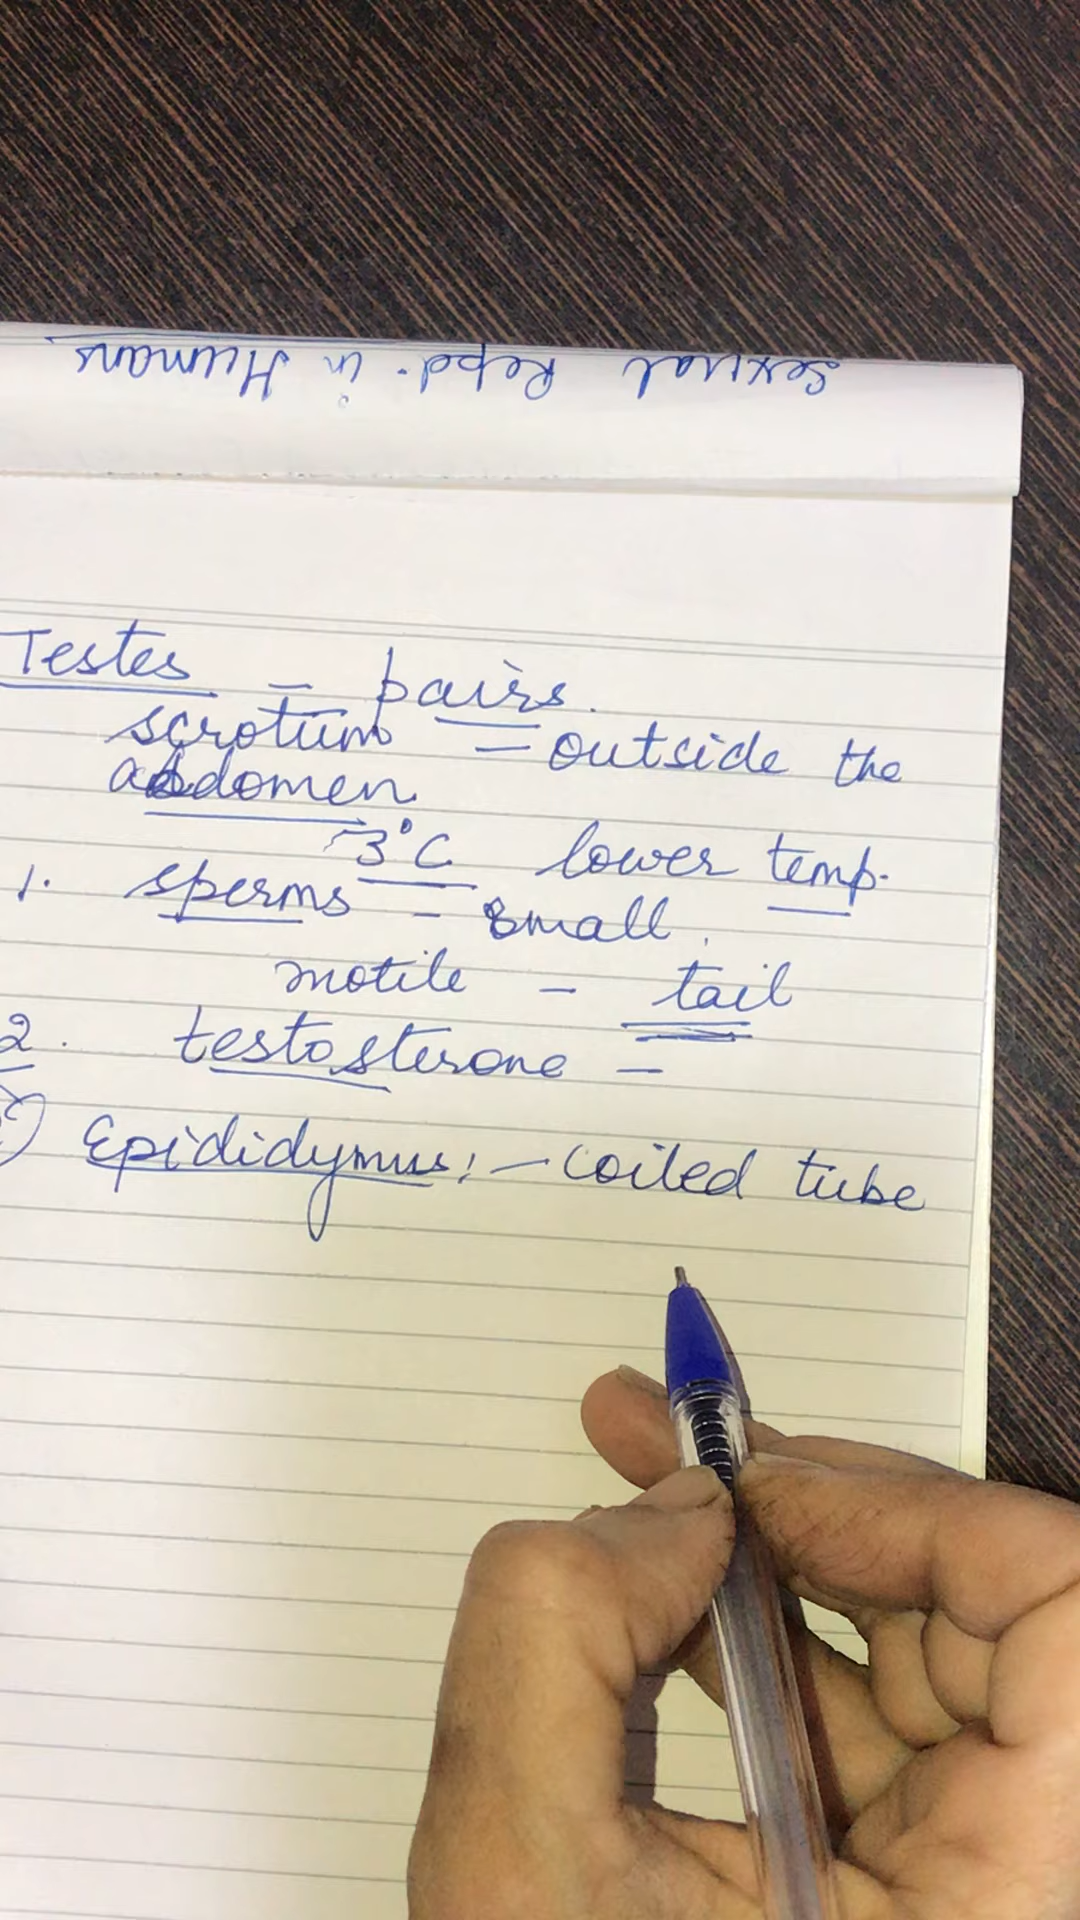 Sexual Repd. in Humans
Testes - pairs.
scrotum - outside the
abdomen
3°C lower temp.
1. sperms - small.
motile - tail
2. testosterone -
Epididymus: - coiled tube